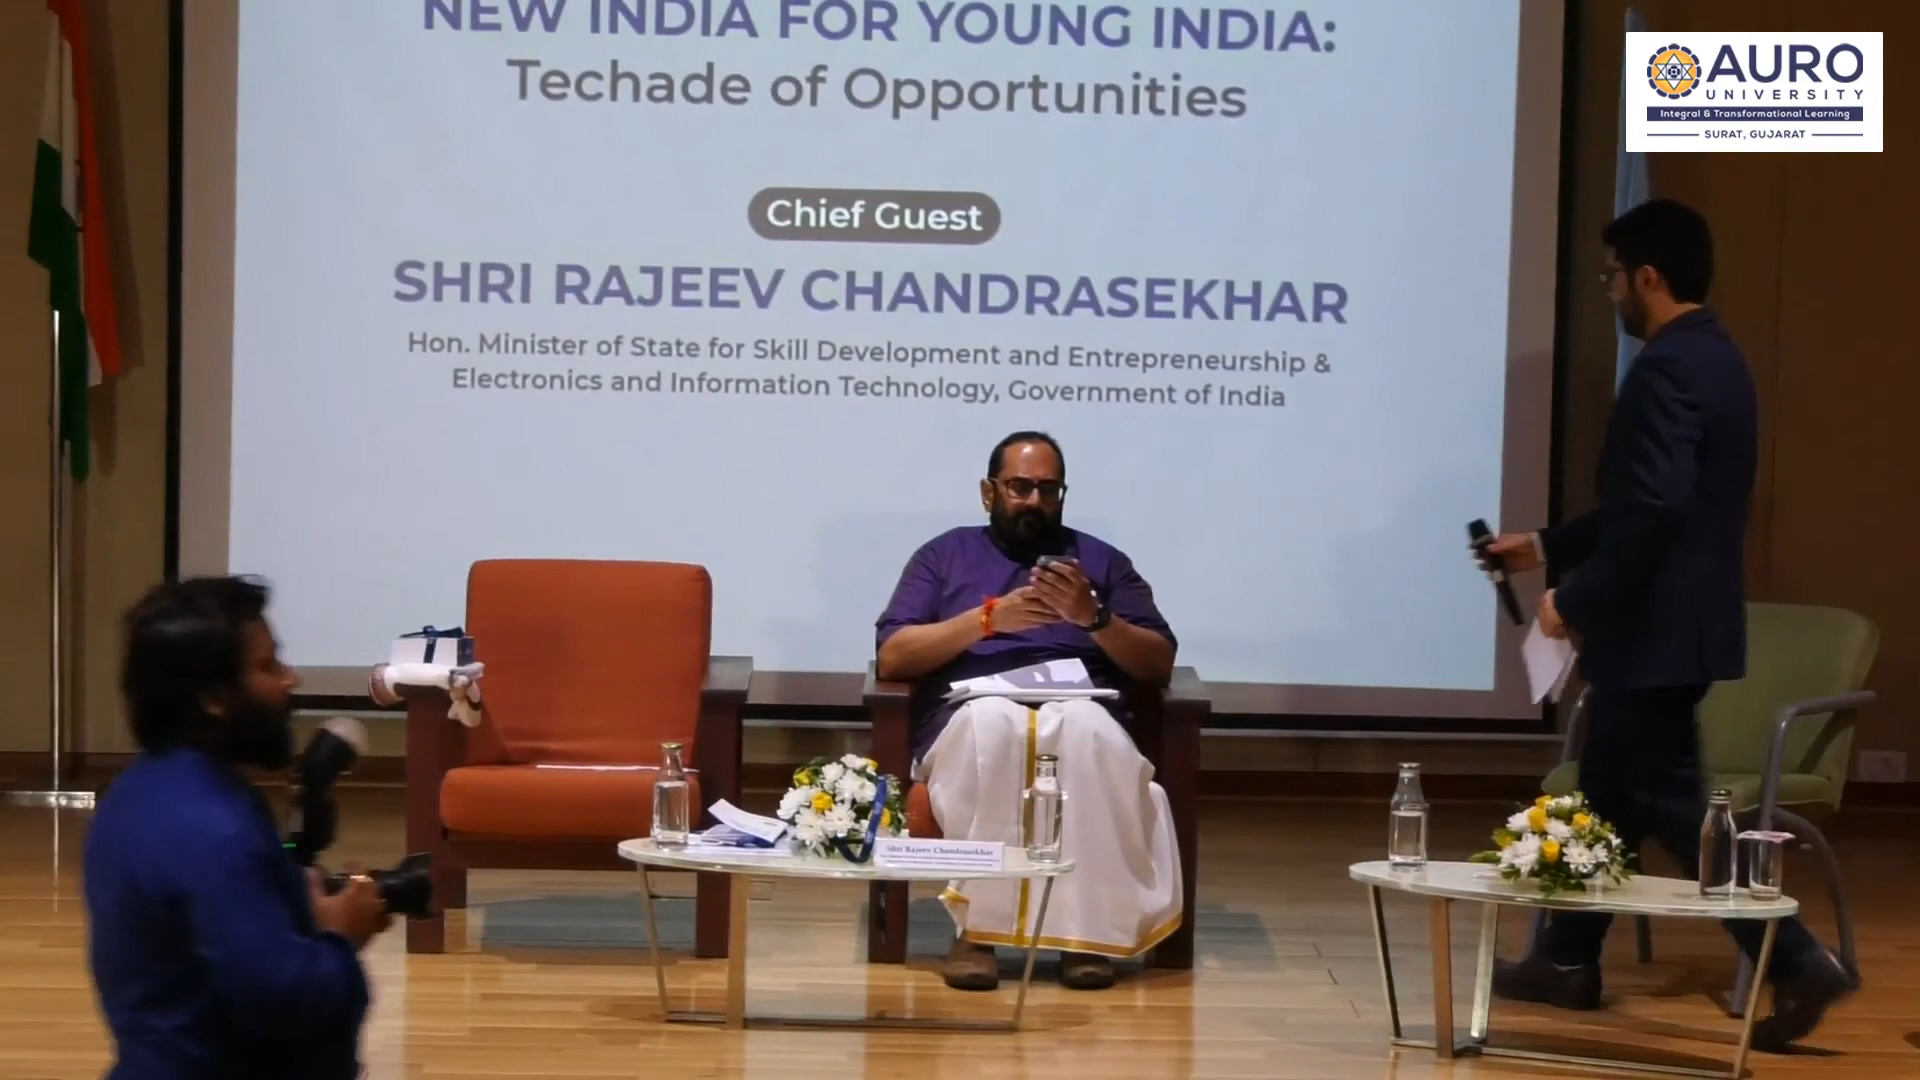 NEW INDIA FOR YOUNG INDIA:
Techade of Opportunities
Chief Guest
SHRI RAJEEV CHANDRASEKHAR
Hon. Minister of State for Skill Development and Entrepreneurship &
Electronics and Information Technology, Government of India
AURO
UNIVERSITY
Integral & Transformational Learning
SURAT, GUJARAT
Shri Rajeev Chandrasekhar